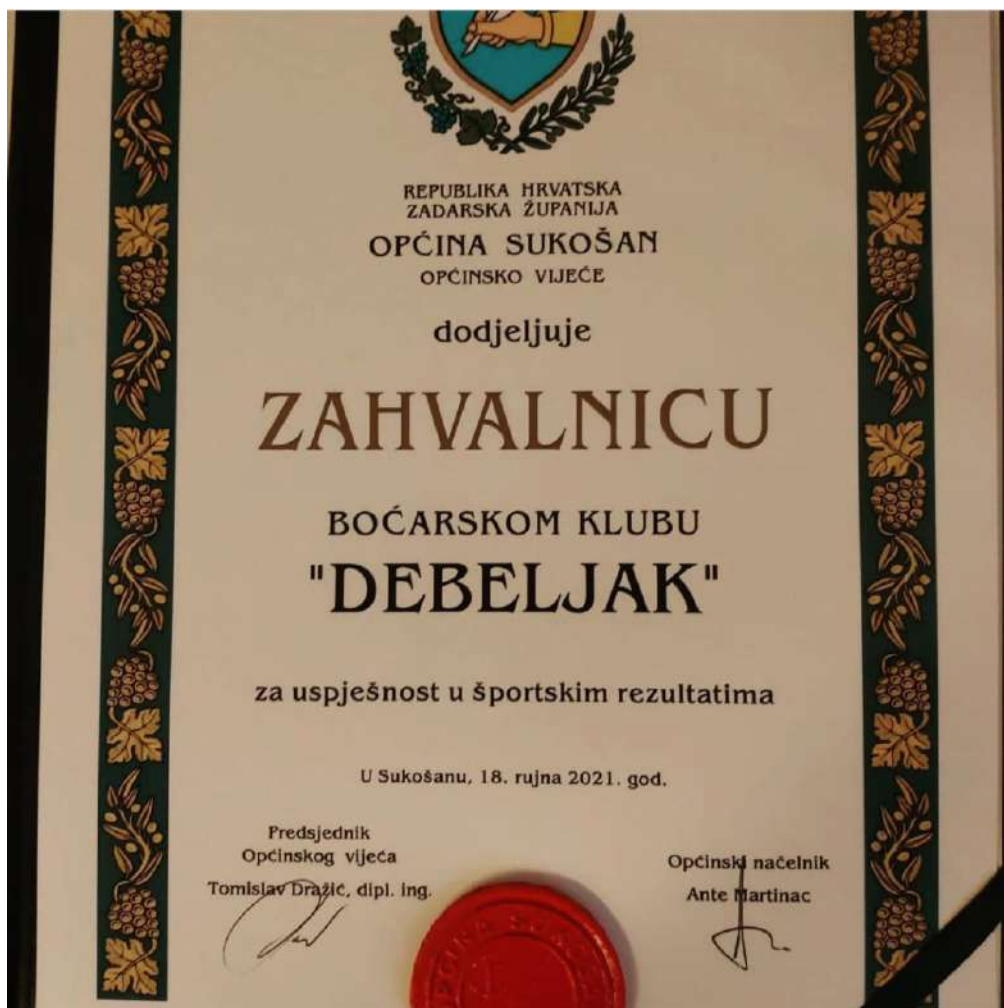 REPUBLIKA HRVATSKA
ZADARSKA ŽUPANIJA
OPĆINA SUKOŠAN
OPĆINSKO VIJEĆE
dodjeljuje
ZAHVALNICU
BOĆARSKOM KLUBU
"DEBELJAK"
za uspješnost u športskim rezultatima
U Sukošanu, 18. rujna 2021. god.
Predsjednik
Općinskog vijeća
Tomislav Dražić, dipl. ing.
Općinski načelnik
Ante Martinac